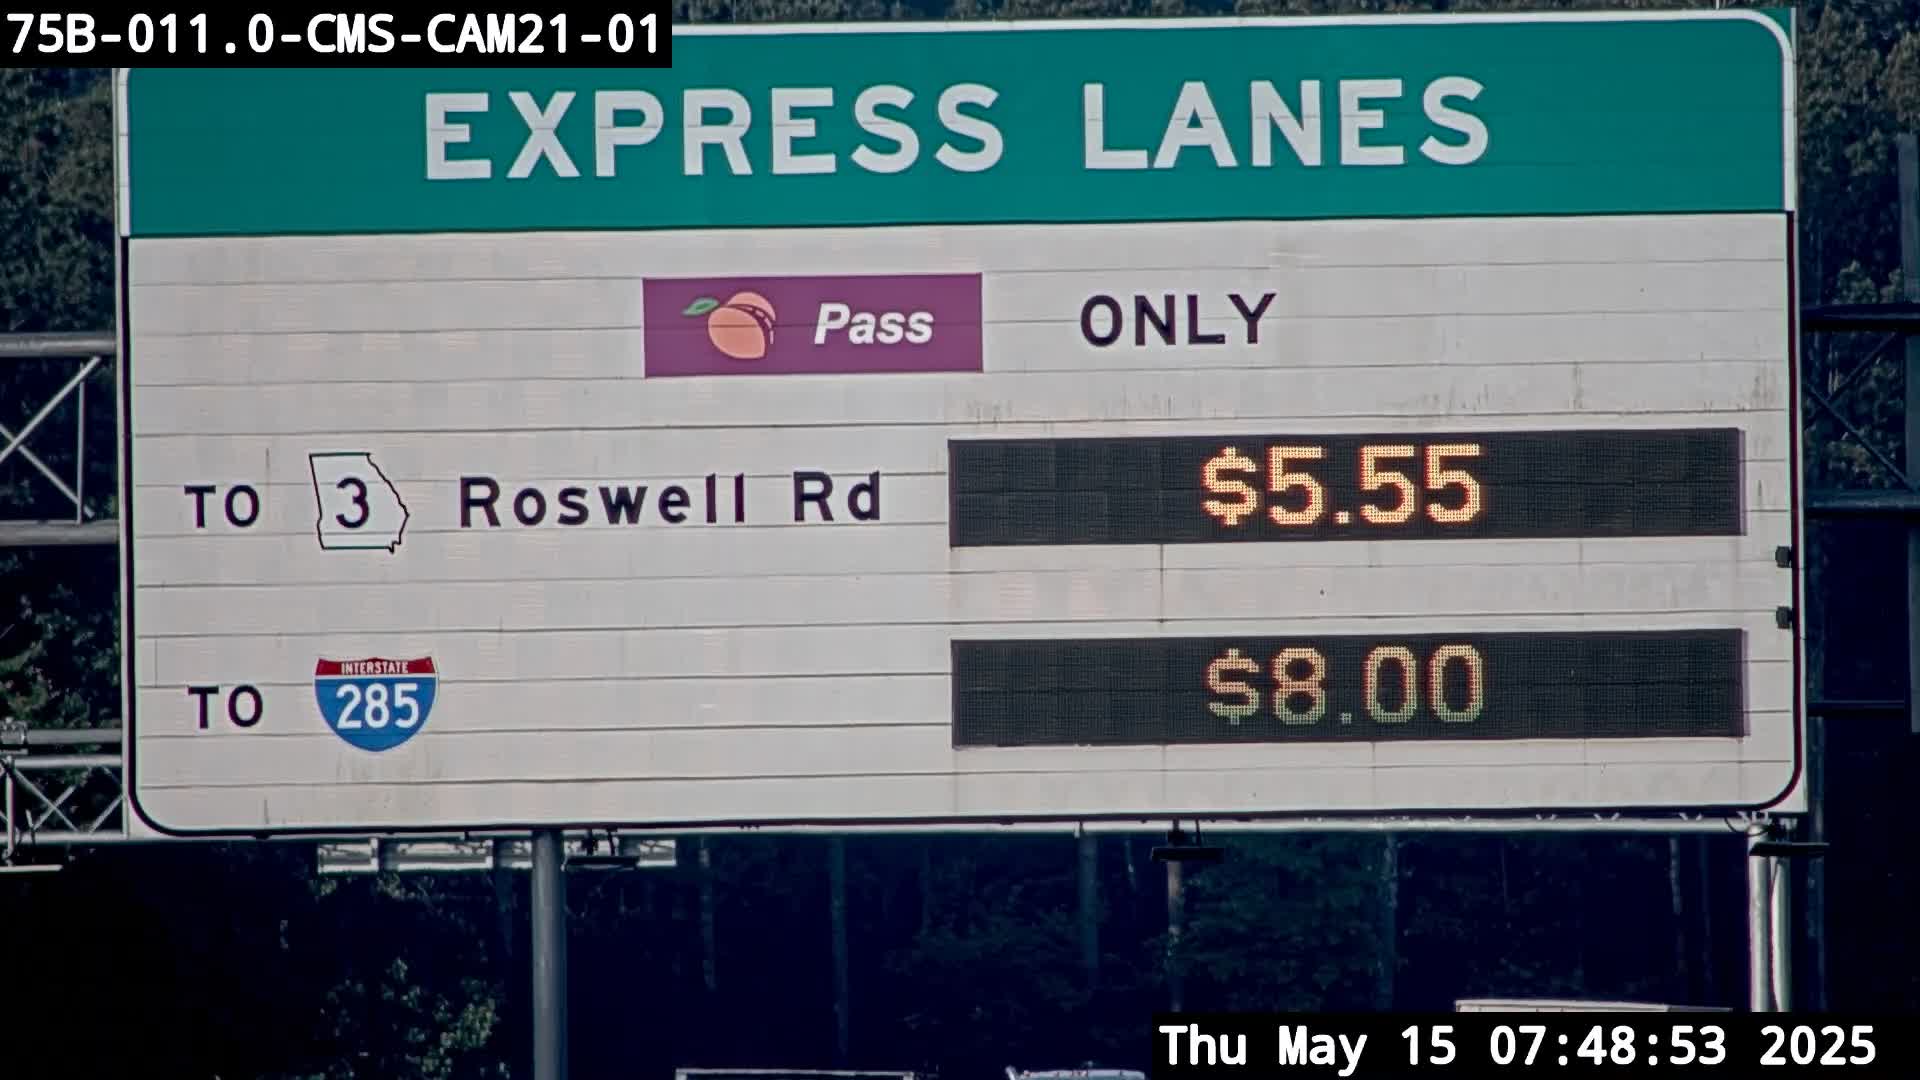 75B-011.0-CMS-CAM21-01
EXPRESS LANES
Pass ONLY
TO 3 Roswell Rd $5.55
INTERSTATE
TO 285 $8.00
Thu May 15 07:48:53 2025